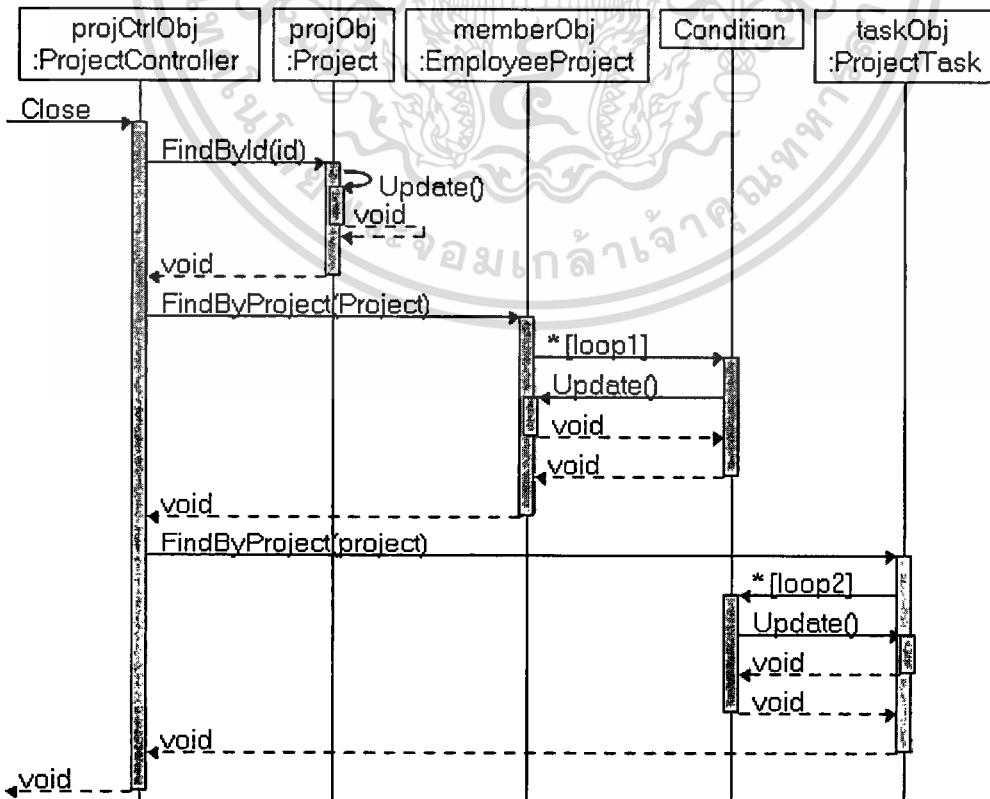 projCtrlObj
:ProjectController
projObj
:Project
memberObj
:EmployeeProject
Condition
taskObj
:ProjectTask
Close
FindById(id)
Update()
void
void
FindByProject(Project)
*[loop1]
Update()
void
void
void
FindByProject(project)
*[loop2]
Update()
void
void
void
void